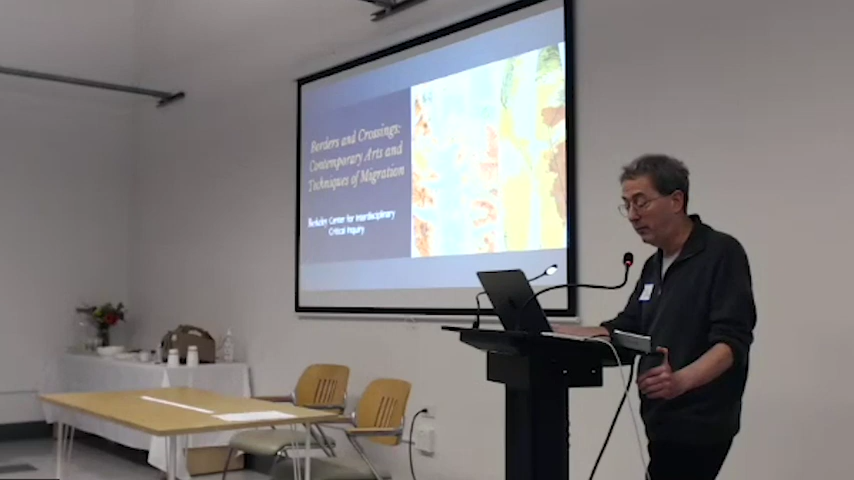 Borders and Crossings:
Contemporary Arts and
Techniques of Migration
Berkeley Center for Interdisciplinary
Critical Inquiry